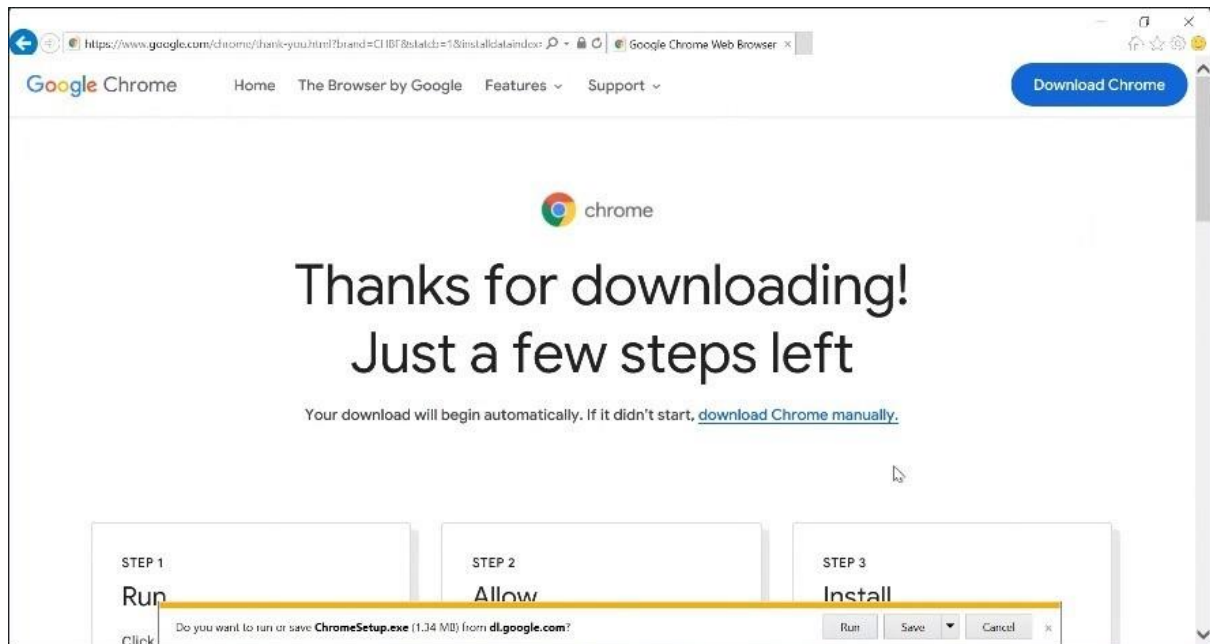 https://www.google.com/chrome/thank-you.html?brand=CHBF&statcb=1&installdataindex=
Google Chrome Web Browser
Google Chrome
Home
The Browser by Google
Features
Support
Download Chrome
chrome
Thanks for downloading!
Just a few steps left
Your download will begin automatically. If it didn't start, download Chrome manually.
STEP 1
Run
Click
STEP 2
Allow
STEP 3
Install
Do you want to run or save ChromeSetup.exe (1.34 MB) from dl.google.com?
Run
Save
Cancel